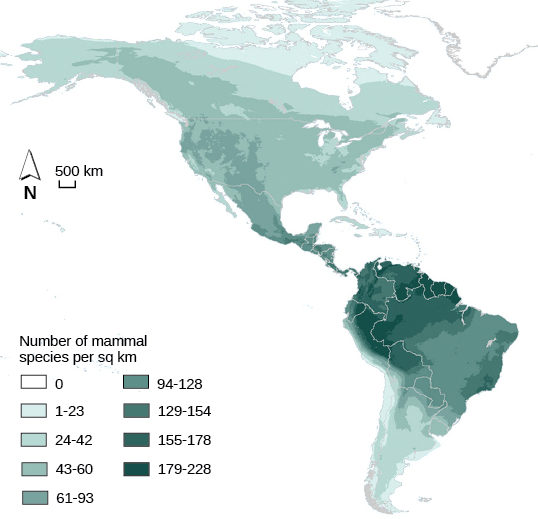 500 km
N
Number of mammal
species per sq km
0
1-23
24-42
43-60
61-93
94-128
129-154
155-178
179-228